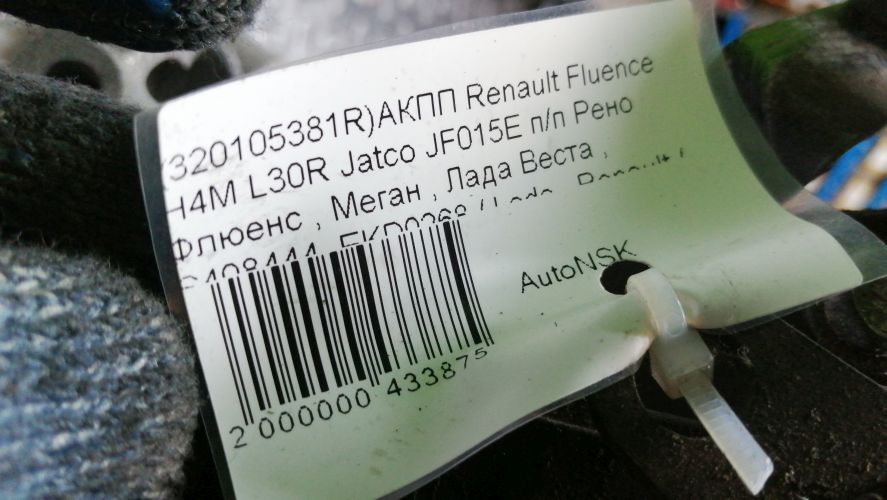 (320105381R)АКПП Renault Fluence
H4M L30R Jatco JF015E п/п Рено
Флюенс , Меган , Лада Веста ,
AutoNSK
2 000000 433875